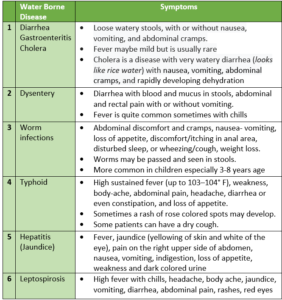 Water Borne
Disease
Symptoms
1
Diarrhea
Gastroenteritis
Cholera
• Loose watery stools, with or without nausea,
vomiting, and abdominal cramps.
• Fever maybe mild but is usually rare
• Cholera is a disease with very watery diarrhea (looks
like rice water) with nausea, vomiting, abdominal
cramps, and rapidly developing dehydration
2
Dysentery
• Diarrhea with blood and mucus in stools, abdominal
and rectal pain with or without vomiting.
• Fever is quite common sometimes with chills
3
Worm
infections
• Abdominal discomfort and cramps, nausea- vomiting,
loss of appetite, discomfort/itching in anal area,
disturbed sleep, or wheezing/cough, weight loss.
• Worms may be passed and seen in stools.
• More common in children especially 3-8 years age
4
Typhoid
• High sustained fever (up to 103–104° F), weakness,
body-ache, abdominal pain, headache, diarrhea or
even constipation, and loss of appetite.
• Sometimes a rash of rose colored spots may develop.
• Some patients can have a dry cough.
5
Hepatitis
(Jaundice)
• Fever, jaundice (yellowing of skin and white of the
eye), pain on the right upper side of abdomen,
nausea, vomiting, indigestion, loss of appetite,
weakness and dark colored urine
6
Leptospirosis
• High fever with chills, headache, body ache, jaundice,
vomiting, diarrhea, abdominal pain, rashes, red eyes